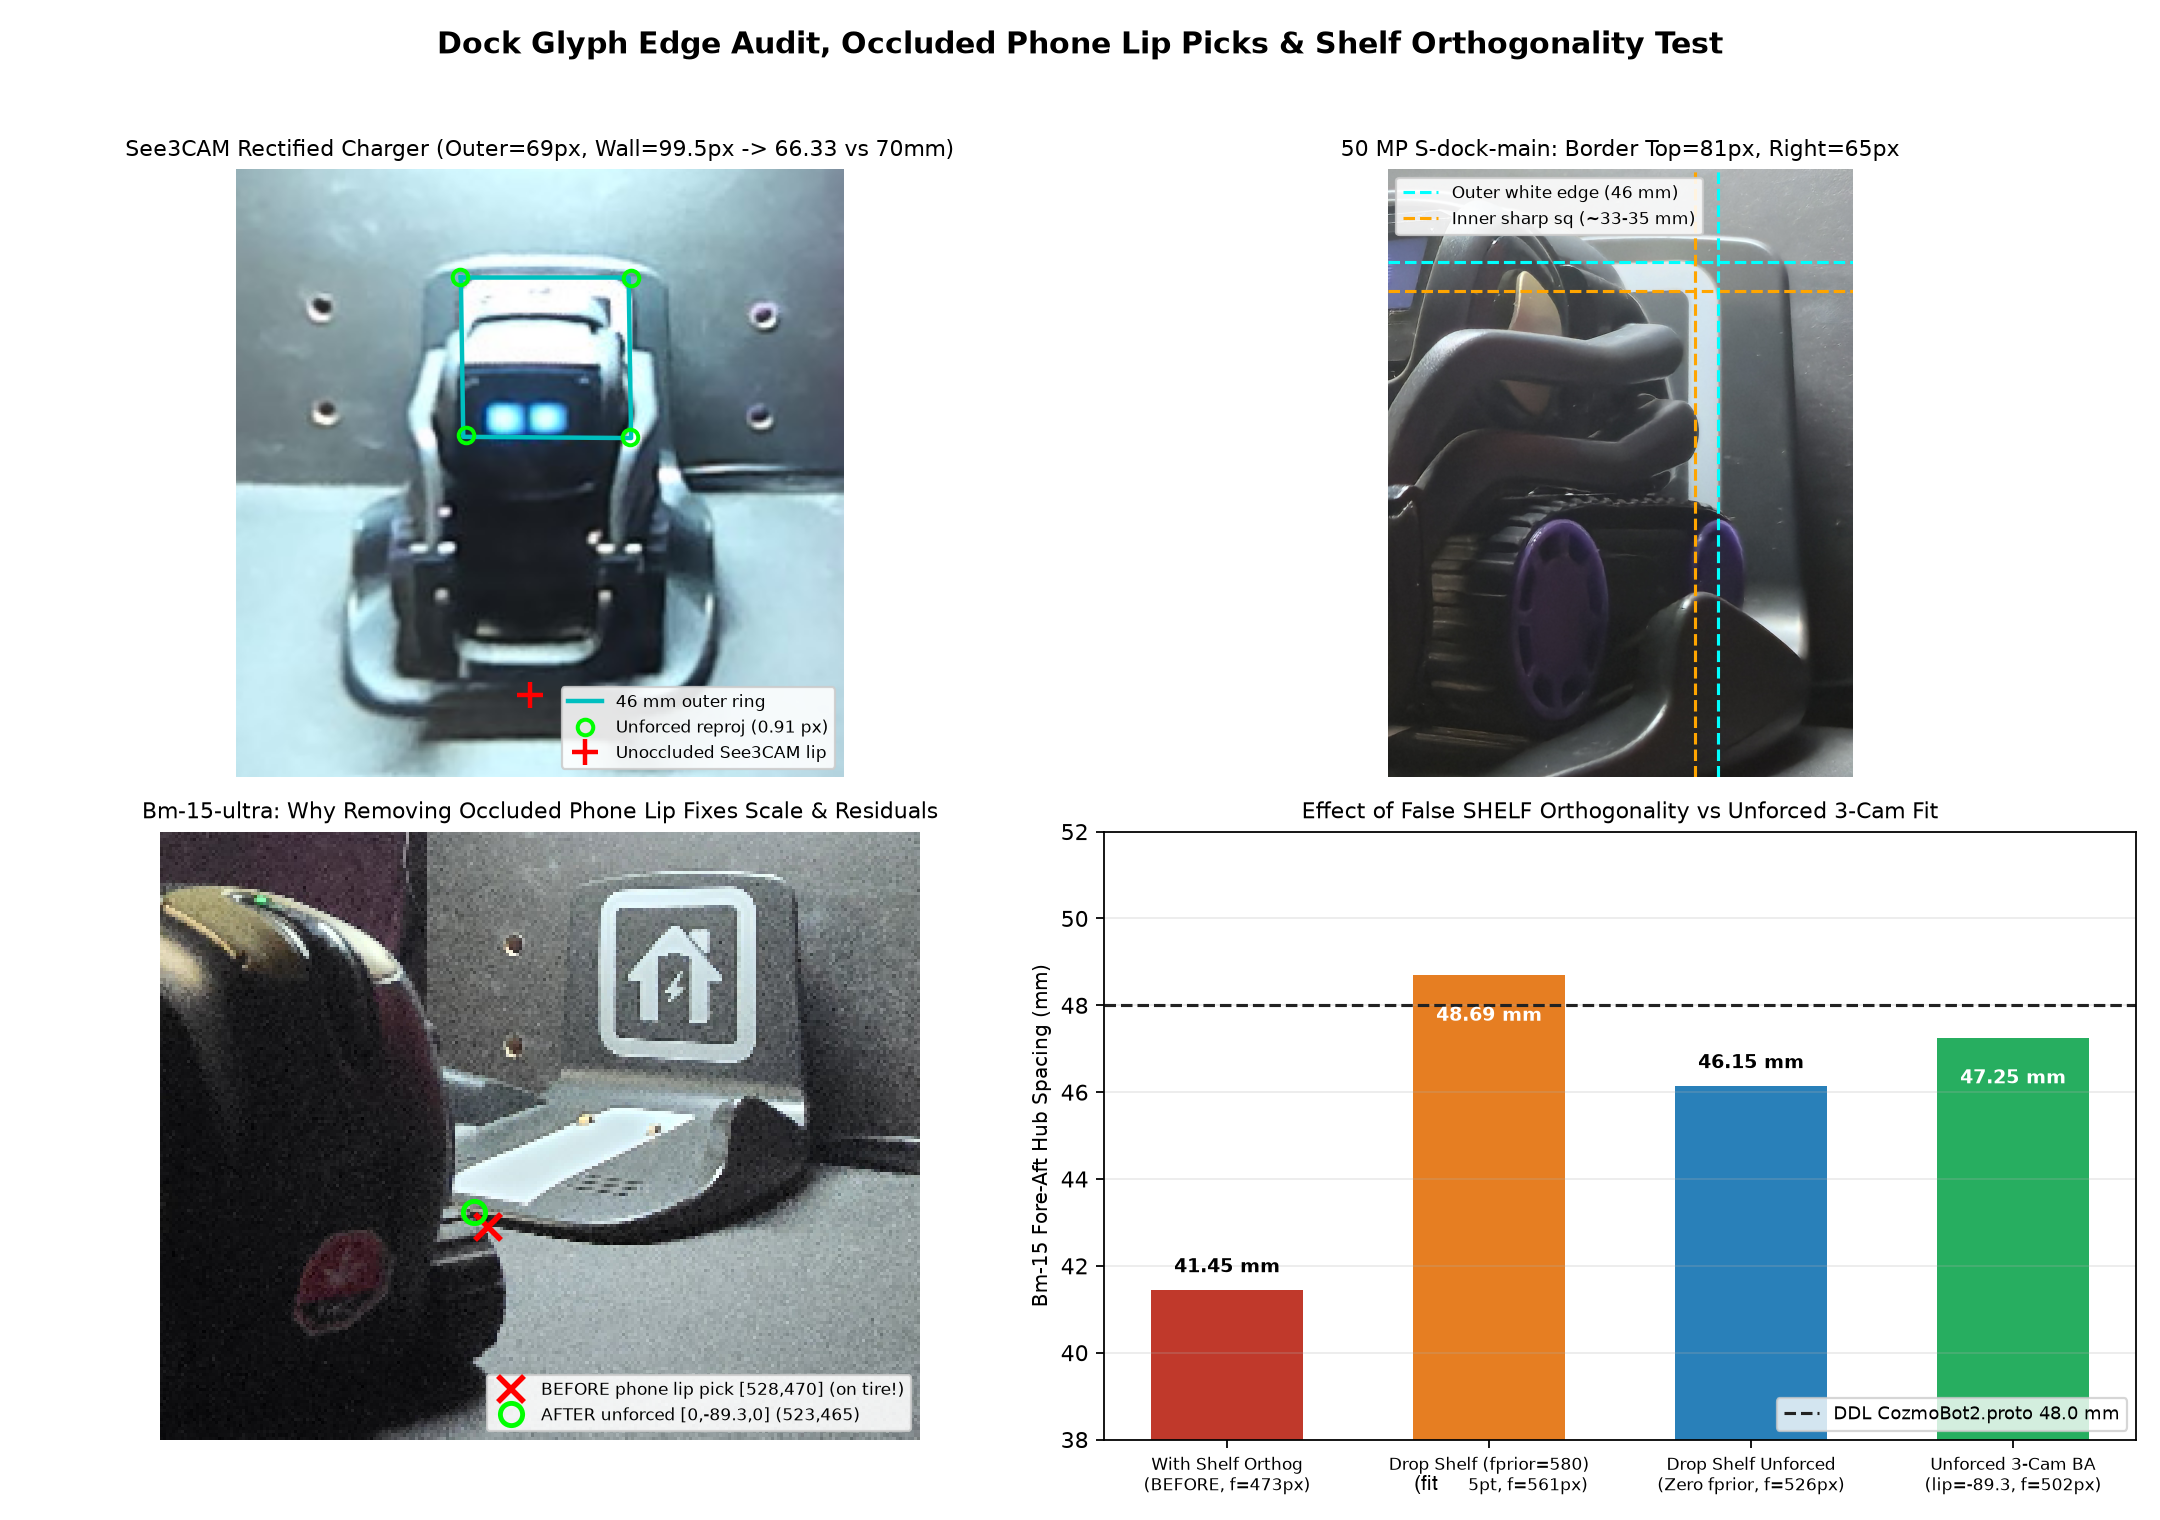 Dock Glyph Edge Audit, Occluded Phone Lip Picks & Shelf Orthogonality Test
See3CAM Rectified Charger (Outer=69px, Wall=99.5px -> 66.33 vs 70mm)
46 mm outer ring
Unforced reproj (0.91 px)
Unoccluded See3CAM lip
50 MP S-dock-main: Border Top=81px, Right=65px
Outer white edge (46 mm)
Inner sharp sq (~33-35 mm)
Bm-15-ultra: Why Removing Occluded Phone Lip Fixes Scale & Residuals
BEFORE phone lip pick [528,470] (on tire!)
AFTER unforced [0,-89.3,0] (523,465)
Effect of False SHELF Orthogonality vs Unforced 3-Cam Fit
Bm-15 Fore-Aft Hub Spacing (mm)
52
50
48
46
44
42
40
38
41.45 mm
48.69 mm
46.15 mm
47.25 mm
DDL CozmoBot2.proto 48.0 mm
With Shelf Orthog
(BEFORE, f=473px)
Drop Shelf (fprior=580)
(fit 5pt, f=561px)
Drop Shelf Unforced
(Zero fprior, f=526px)
Unforced 3-Cam BA
(lip=-89.3, f=502px)